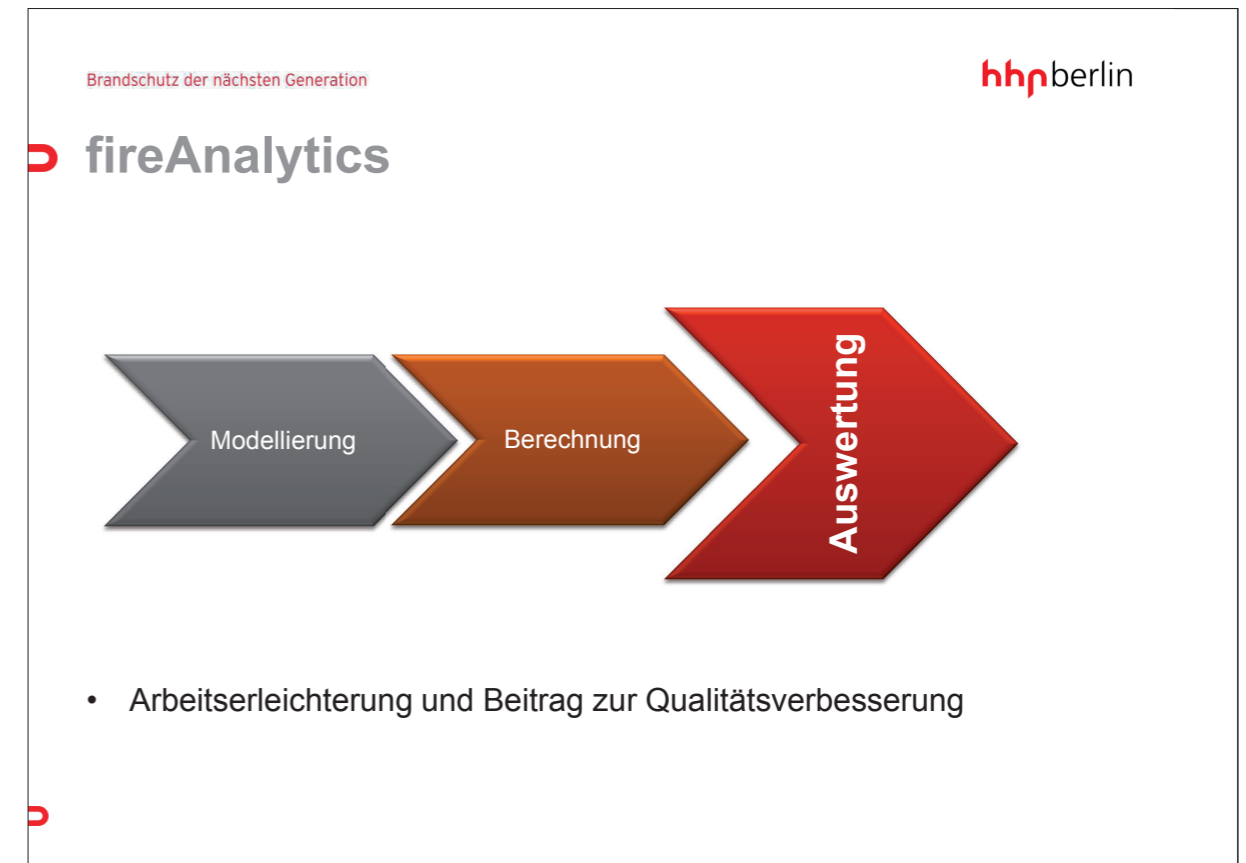 Brandschutz der nächsten Generation
hhpberlin
fireAnalytics
Modellierung
Berechnung
Auswertung
• Arbeitserleichterung und Beitrag zur Qualitätsverbesserung